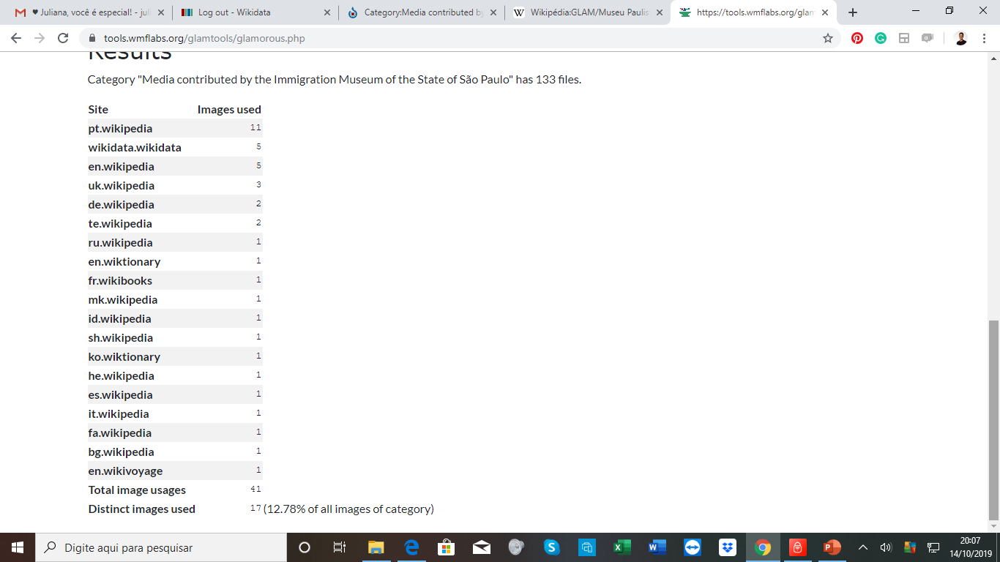 ♥ Juliana, você é especial! - juli
Log out - Wikidata
Category:Media contributed by
Wikipédia:GLAM/Museu Paulis
https://tools.wmflabs.org/glam
tools.wmflabs.org/glamtools/glamorous.php
Results
Category "Media contributed by the Immigration Museum of the State of São Paulo" has 133 files.
Site Images used
pt.wikipedia 11
wikidata.wikidata 5
en.wikipedia 5
uk.wikipedia 3
de.wikipedia 2
te.wikipedia 2
ru.wikipedia 1
en.wiktionary 1
fr.wikibooks 1
mk.wikipedia 1
id.wikipedia 1
sh.wikipedia 1
ko.wiktionary 1
he.wikipedia 1
es.wikipedia 1
it.wikipedia 1
fa.wikipedia 1
bg.wikipedia 1
en.wikivoyage 1
Total image usages 41
Distinct images used 17 (12.78% of all images of category)
Digite aqui para pesquisar
20:07
14/10/2019